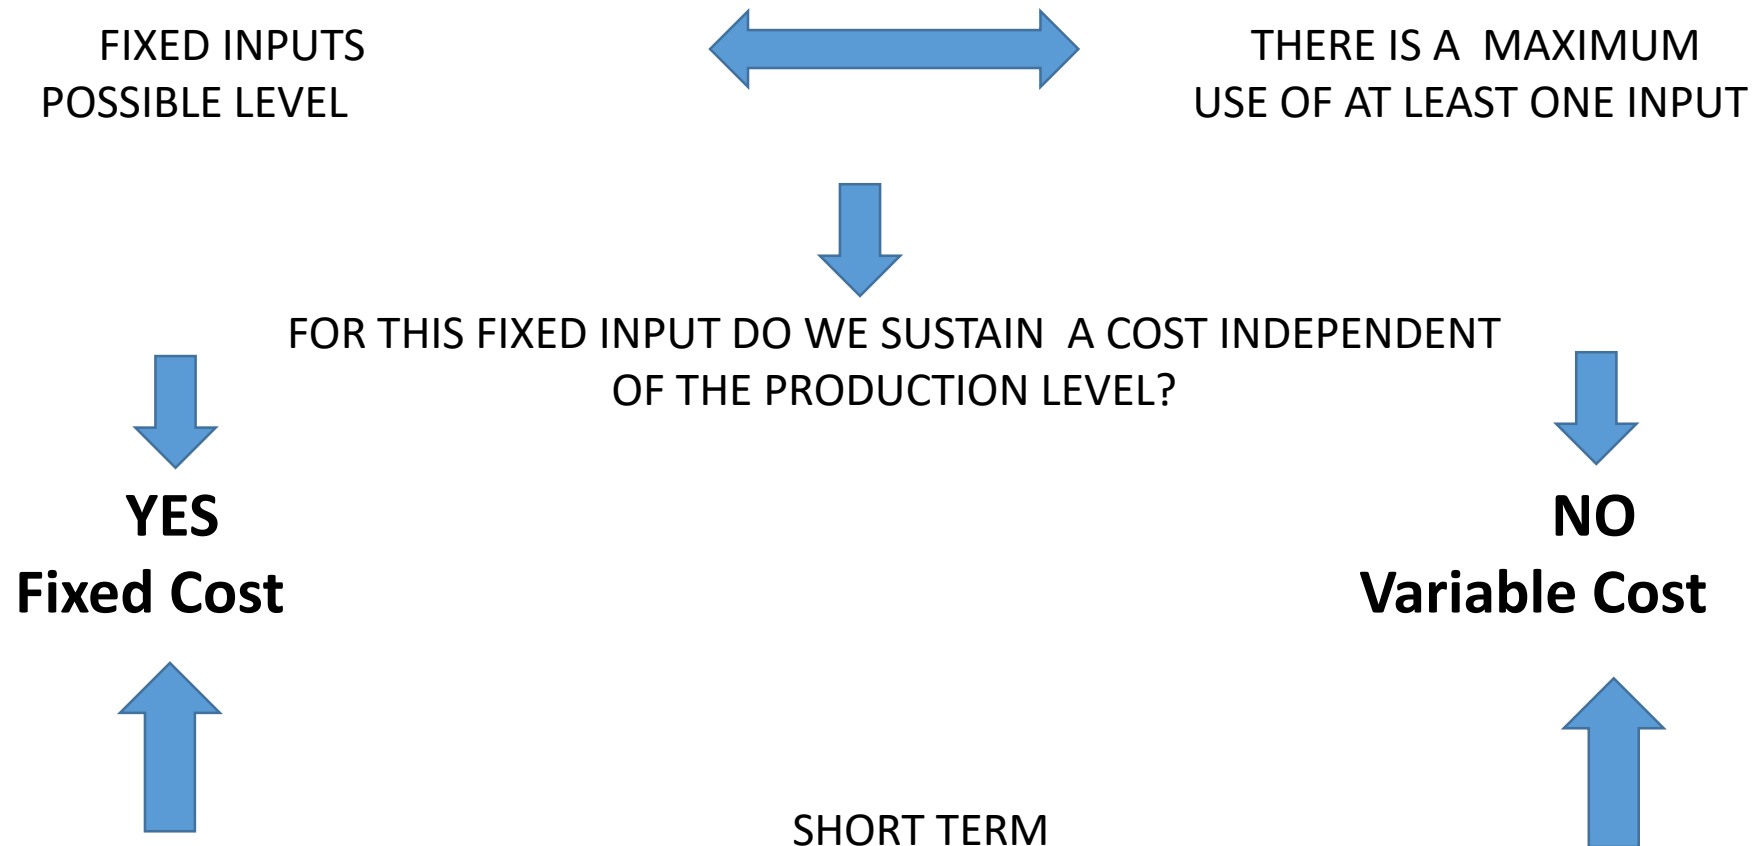 FIXED INPUTS
POSSIBLE LEVEL
THERE IS A MAXIMUM
USE OF AT LEAST ONE INPUT
FOR THIS FIXED INPUT DO WE SUSTAIN A COST INDEPENDENT
OF THE PRODUCTION LEVEL?
YES
Fixed Cost
NO
Variable Cost
SHORT TERM